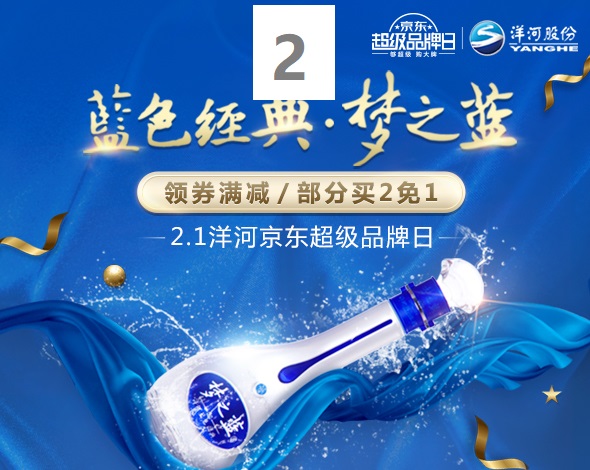 2
京东
超级品牌日
都超级 购大牌
洋河股份
YANGHE
蓝色经典·梦之蓝
领券满减/部分买2免1
2.1洋河京东超级品牌日
梦之蓝